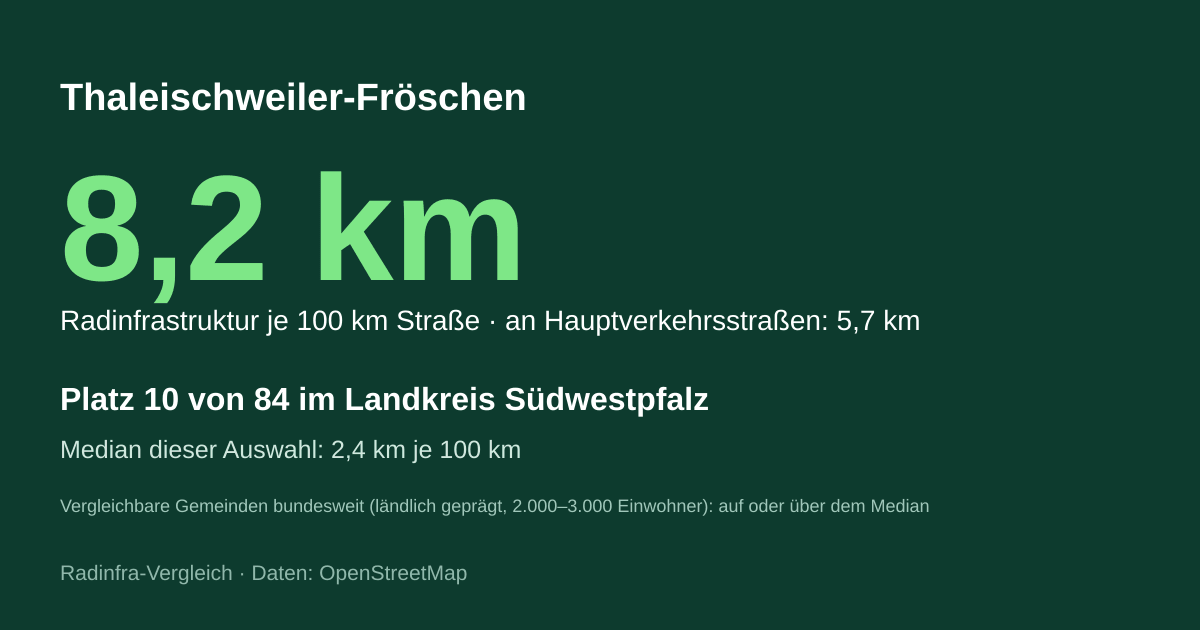 Thaleischweiler-Fröschen
8,2 km
Radinfrastruktur je 100 km Straße · an Hauptverkehrsstraßen: 5,7 km
Platz 10 von 84 im Landkreis Südwestpfalz
Median dieser Auswahl: 2,4 km je 100 km
Vergleichbare Gemeinden bundesweit (ländlich geprägt, 2.000–3.000 Einwohner): auf oder über dem Median
Radinfra-Vergleich · Daten: OpenStreetMap